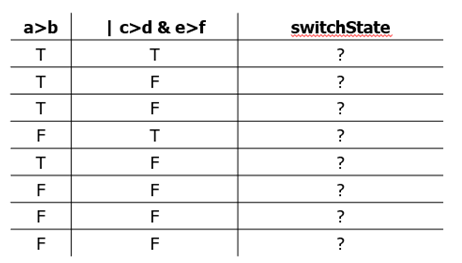 a>b | c>d & e>f switchState
T T ?
T F ?
T F ?
F T ?
T F ?
F F ?
F F ?
F F ?